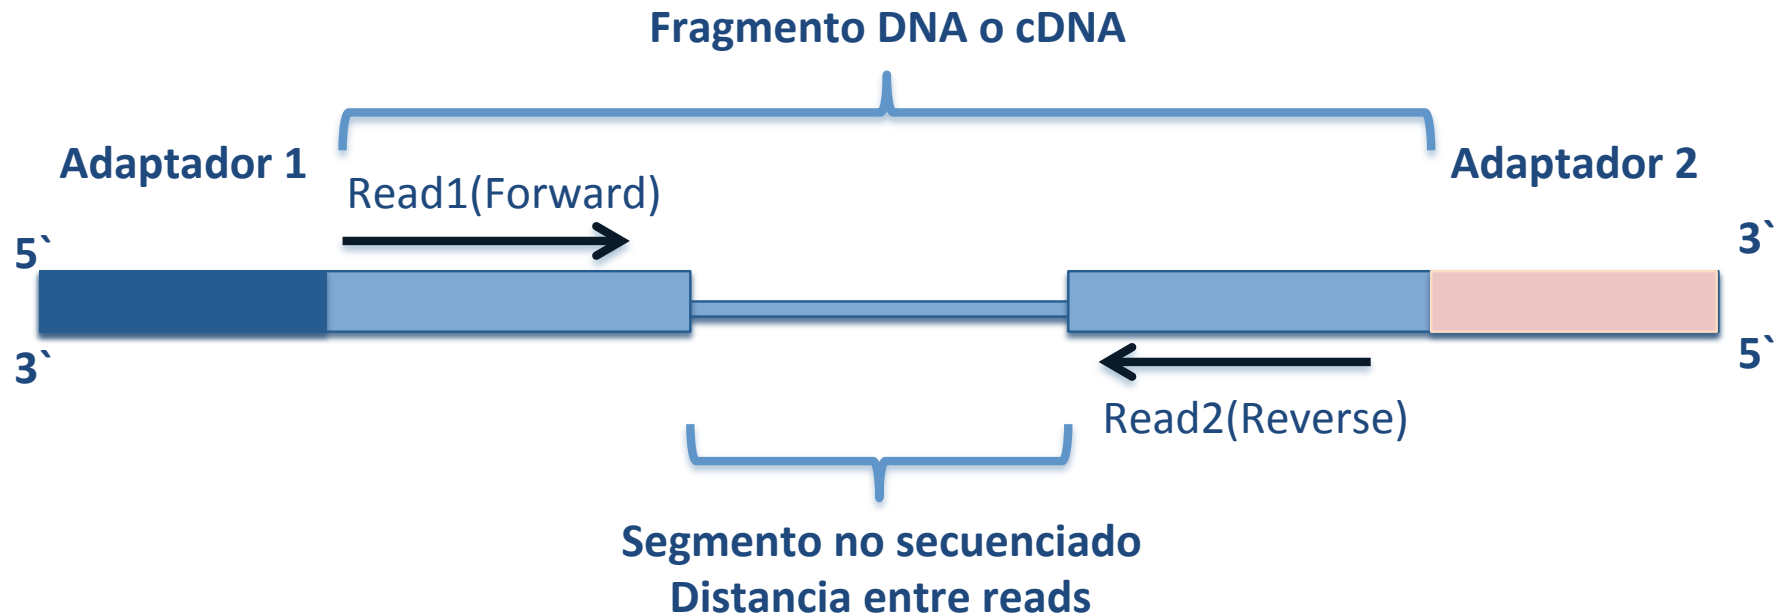 Fragmento DNA o cDNA
Adaptador 1
Adaptador 2
Read1(Forward)
5`
3`
3`
5`
Read2(Reverse)
Segmento no secuenciado
Distancia entre reads